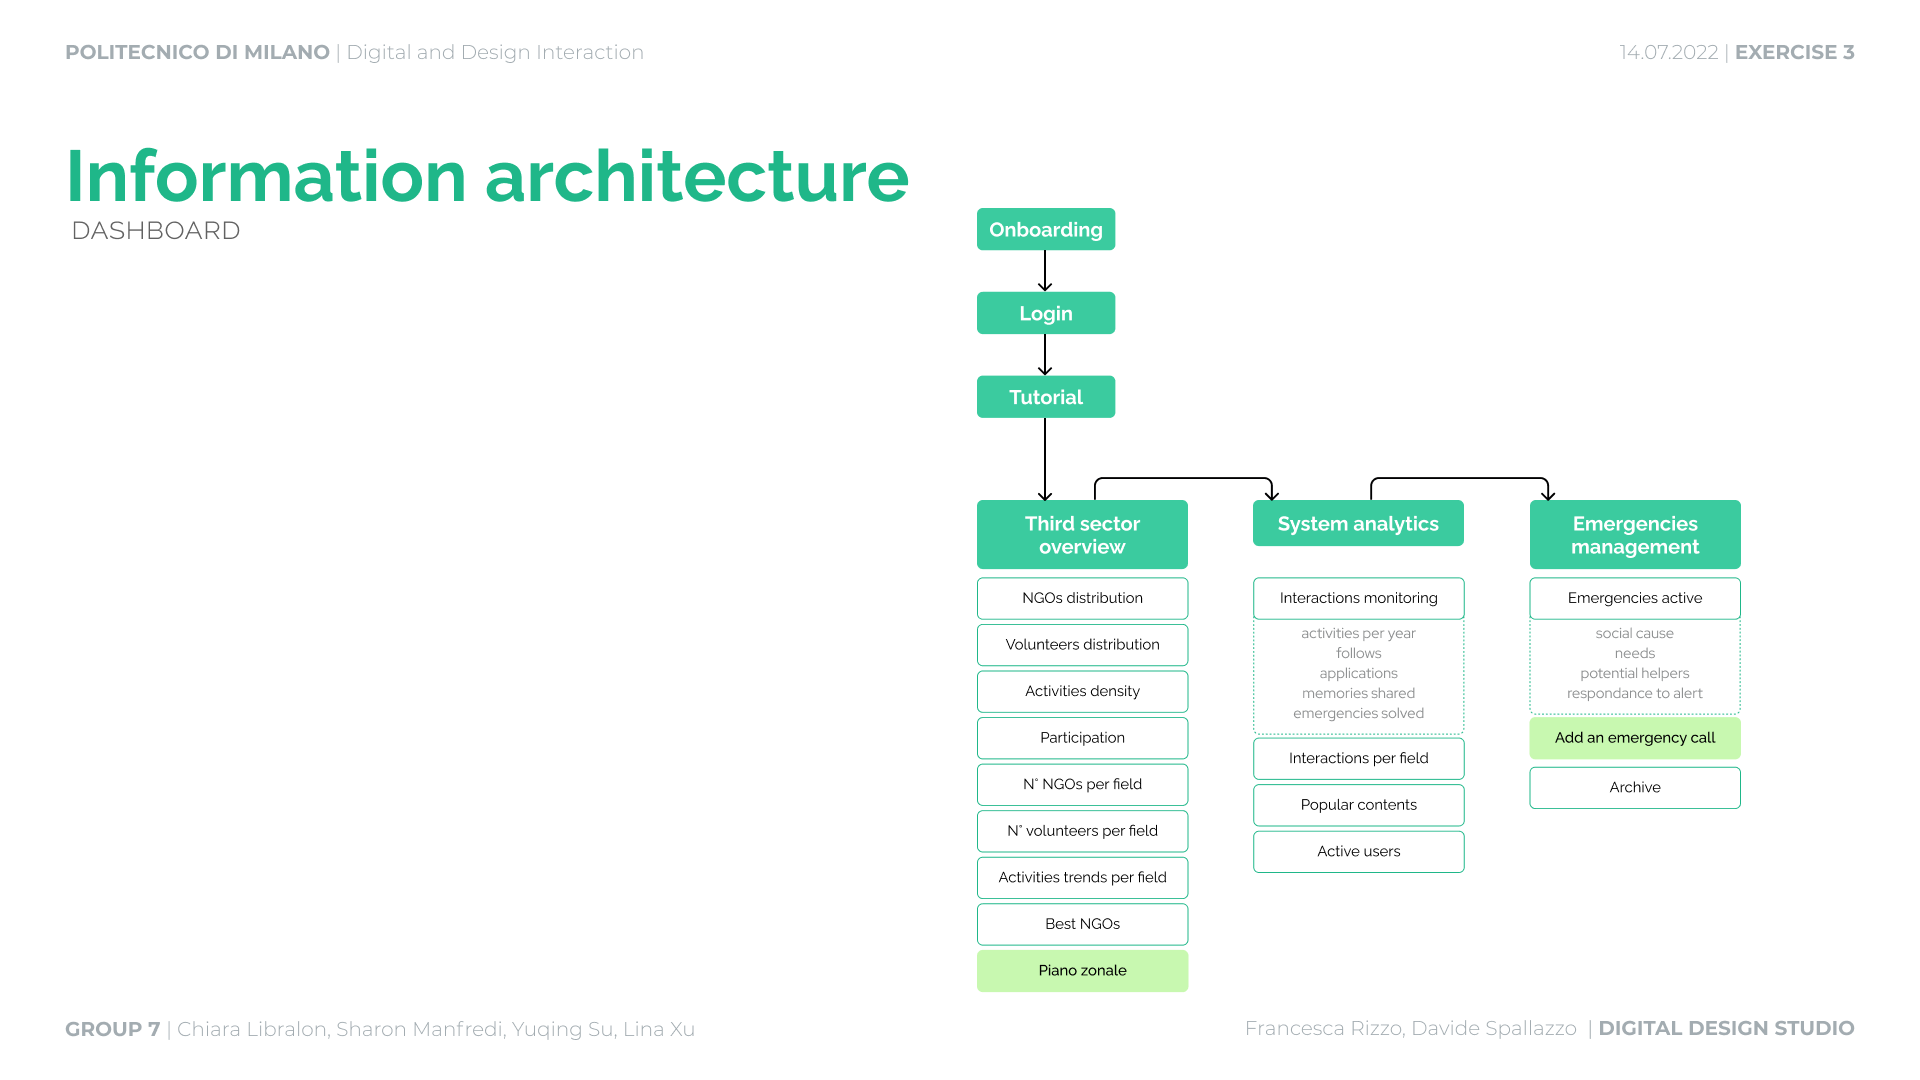 POLITECNICO DI MILANO | Digital and Design Interaction
14.07.2022 | EXERCISE 3
Information architecture
DASHBOARD
Onboarding
Login
Tutorial
Third sector
overview
NGOs distribution
Volunteers distribution
Activities density
Participation
N° NGOs per field
N° volunteers per field
Activities trends per field
Best NGOs
Piano zonale
System analytics
Interactions monitoring
activities per year
follows
applications
memories shared
emergencies solved
Interactions per field
Popular contents
Active users
Emergencies
management
Emergencies active
social cause
needs
potential helpers
respondance to alert
Add an emergency call
Archive
GROUP 7 | Chiara Libralon, Sharon Manfredi, Yuqing Su, Lina Xu
Francesca Rizzo, Davide Spallazzo | DIGITAL DESIGN STUDIO